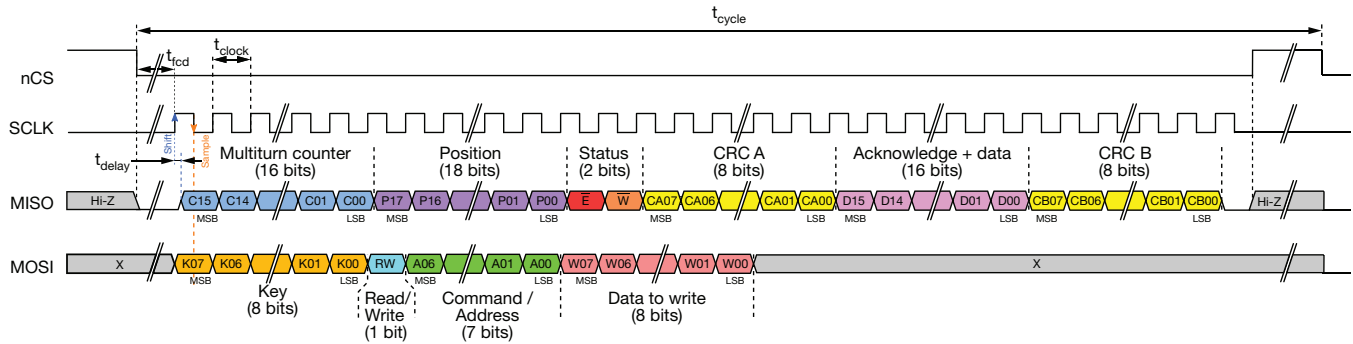 tcycle
tfcd
tclock
nCS
SCLK
Shift
Sample
tdelay
Multiturn counter
(16 bits)
Position
(18 bits)
Status
(2 bits)
CRC A
(8 bits)
Acknowledge + data
(16 bits)
CRC B
(8 bits)
MISO
Hi-Z C15 C14 C01 C00 P17 P16 P01 P00 E W CA07 CA06 CA01 CA00 D15 D14 D01 D00 CB07 CB06 CB01 CB00 Hi-Z
MSB LSB MSB LSB MSB LSB MSB LSB MSB LSB
MOSI
X K07 K06 K01 K00 RW A06 A01 A00 W07 W06 W01 W00 X
MSB LSB MSB LSB MSB LSB
Key
(8 bits)
Read/
Write
(1 bit)
Command /
Address
(7 bits)
Data to write
(8 bits)